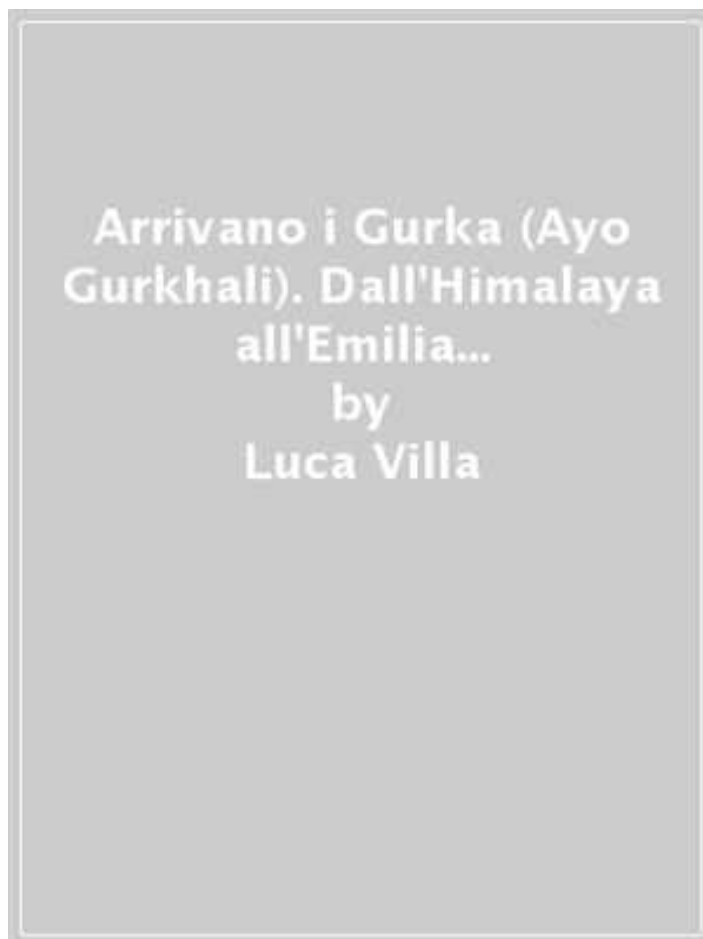 Arrivano i Gurka (Ayo
Gurkhali). Dall'Himalaya
all'Emilia...
by
Luca Villa